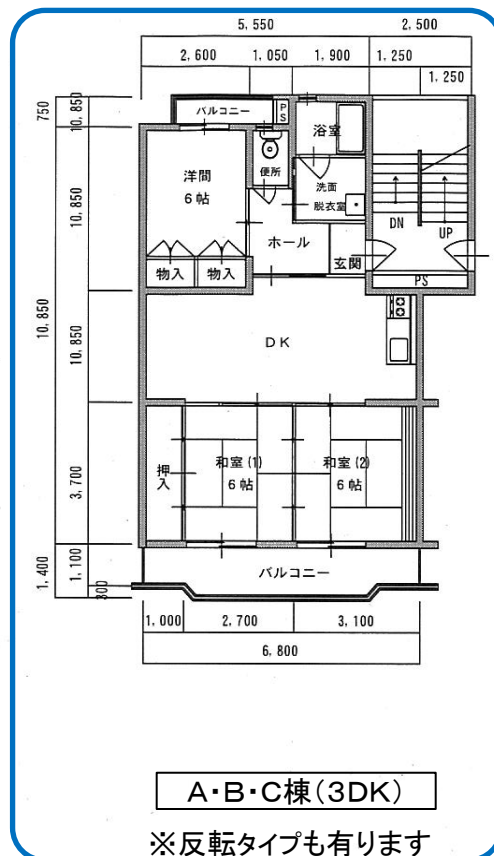 5,550
2,500
2,600
1,050
1,900
1,250
1,250
750
10,850
10,850
10,850
10,850
3,700
1,400
1,100
300
バルコニー
PS
浴室
便所
洋間
6帖
洗面
脱衣室
DN
UP
ホール
玄関
物入
物入
PS
DK
押入
和室(1)
6帖
和室(2)
6帖
バルコニー
1,000
2,700
3,100
6,800
A・B・C棟(3DK)
※反転タイプも有ります